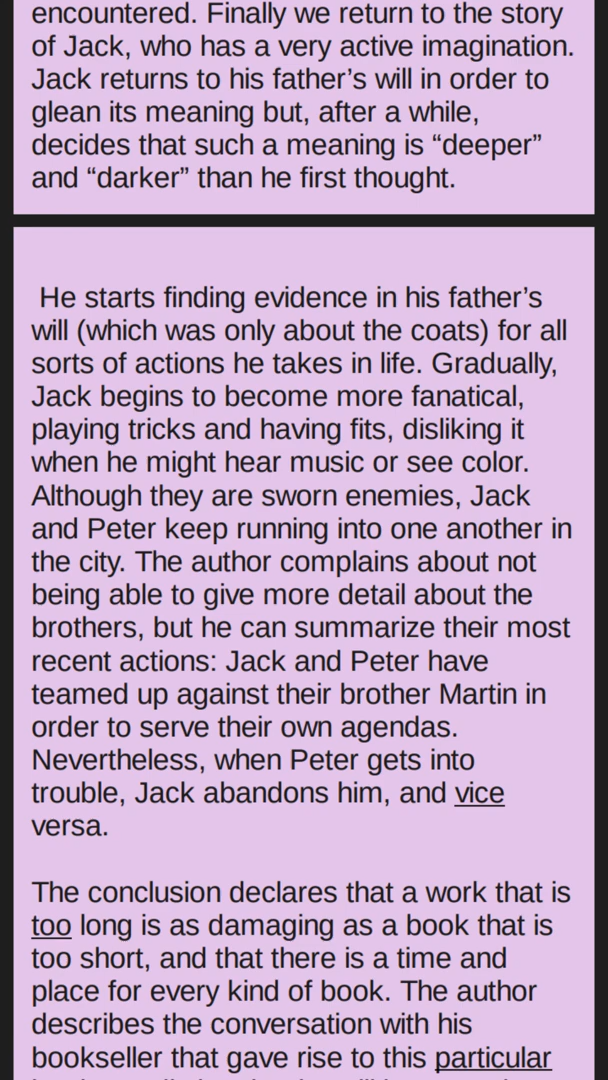 encountered. Finally we return to the story
of Jack, who has a very active imagination.
Jack returns to his father’s will in order to
glean its meaning but, after a while,
decides that such a meaning is “deeper”
and “darker” than he first thought.
He starts finding evidence in his father’s
will (which was only about the coats) for all
sorts of actions he takes in life. Gradually,
Jack begins to become more fanatical,
playing tricks and having fits, disliking it
when he might hear music or see color.
Although they are sworn enemies, Jack
and Peter keep running into one another in
the city. The author complains about not
being able to give more detail about the
brothers, but he can summarize their most
recent actions: Jack and Peter have
teamed up against their brother Martin in
order to serve their own agendas.
Nevertheless, when Peter gets into
trouble, Jack abandons him, and vice
versa.
The conclusion declares that a work that is
too long is as damaging as a book that is
too short, and that there is a time and
place for every kind of book. The author
describes the conversation with his
bookseller that gave rise to this particular